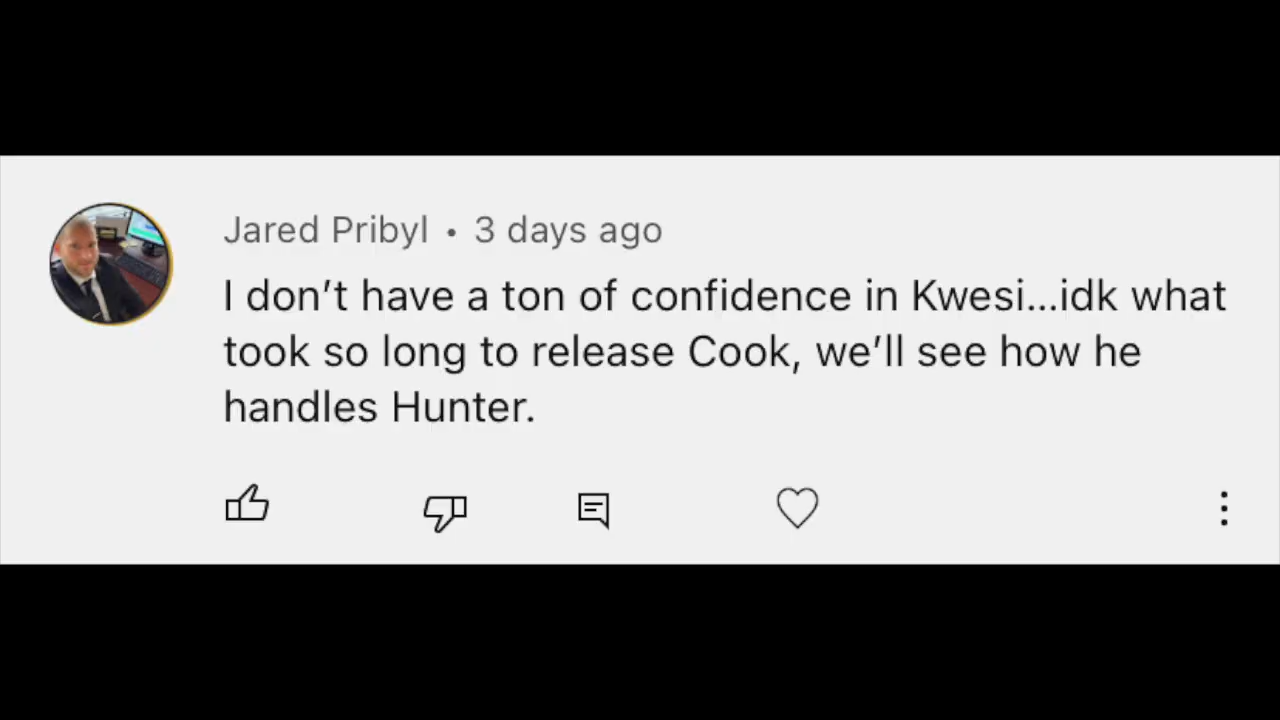 Jared Pribyl • 3 days ago
I don’t have a ton of confidence in Kwesi...idk what
took so long to release Cook, we’ll see how he
handles Hunter.